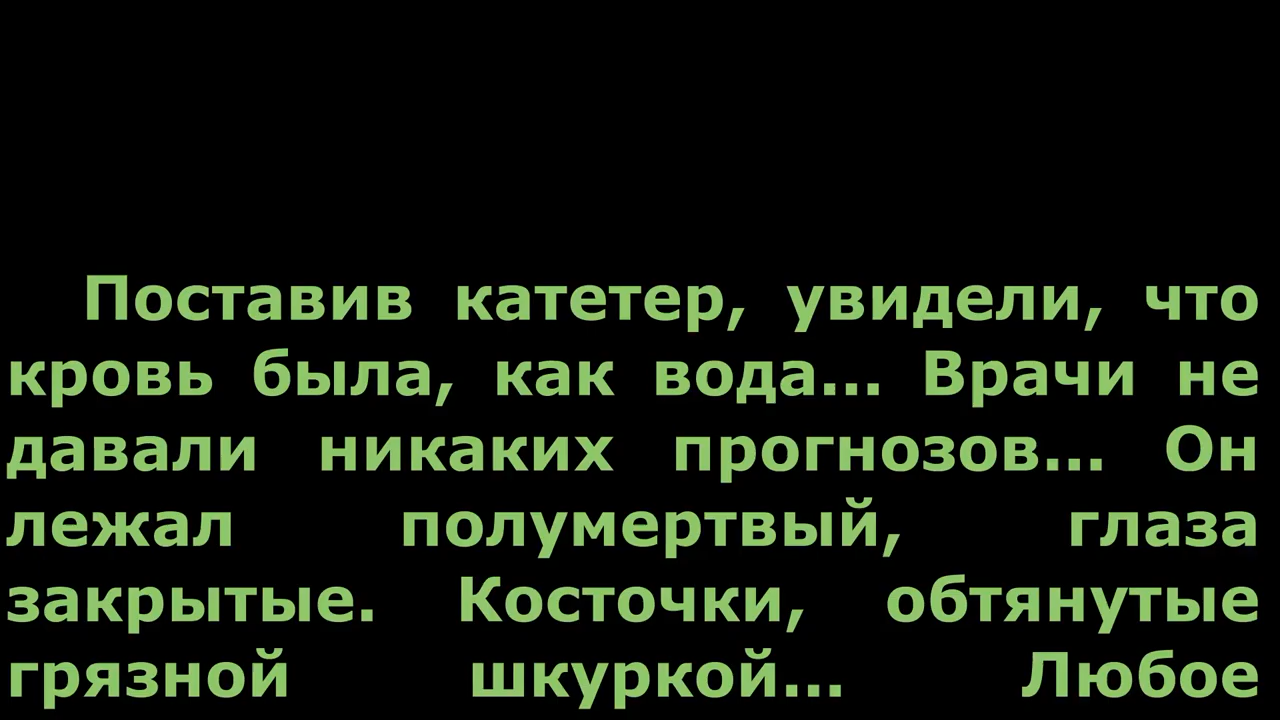 Поставив катетер, увидели, что
кровь была, как вода... Врачи не
давали никаких прогнозов... Он
лежал полумертвый, глаза
закрытые. Косточки, обтянутые
грязной шкуркой... Любое